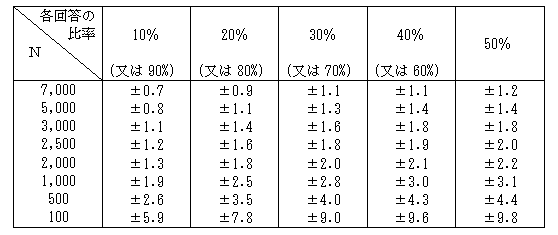 各回答の
比率
N
10% 20% 30% 40% 50%
(又は 90%) (又は 80%) (又は 70%) (又は 60%)
7,000 ±0.7 ±0.9 ±1.1 ±1.1 ±1.2
5,000 ±0.8 ±1.1 ±1.3 ±1.4 ±1.4
3,000 ±1.1 ±1.4 ±1.6 ±1.8 ±1.8
2,500 ±1.2 ±1.6 ±1.8 ±1.9 ±2.0
2,000 ±1.3 ±1.8 ±2.0 ±2.1 ±2.2
1,000 ±1.9 ±2.5 ±2.8 ±3.0 ±3.1
500 ±2.6 ±3.5 ±4.0 ±4.3 ±4.4
100 ±5.9 ±7.8 ±9.0 ±9.6 ±9.8